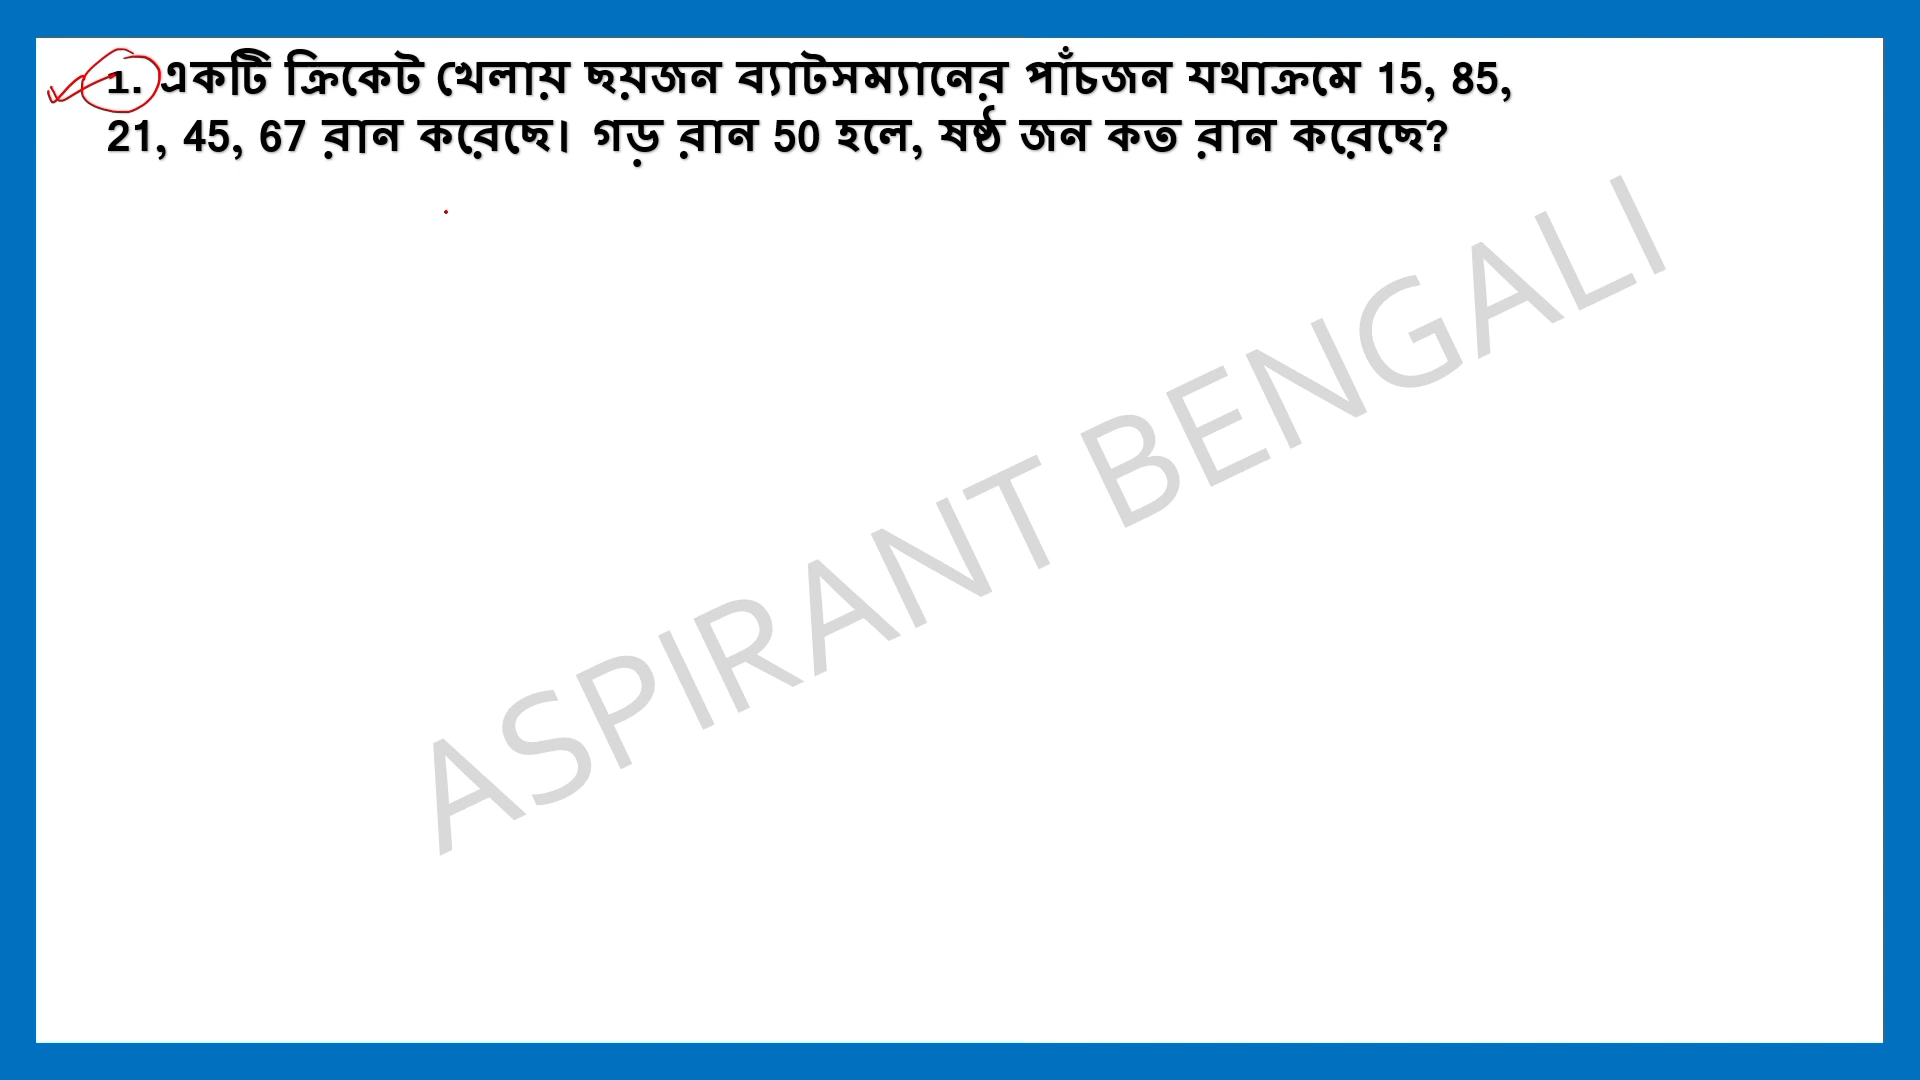 1. একটি ক্রিকেট খেলায় ছয়জন ব্যাটসম্যানের পাঁচজন যথাক্রমে 15, 85,
21, 45, 67 রান করেছে। গড় রান 50 হলে, ষষ্ঠ জন কত রান করেছে?
ASPIRANT BENGALI